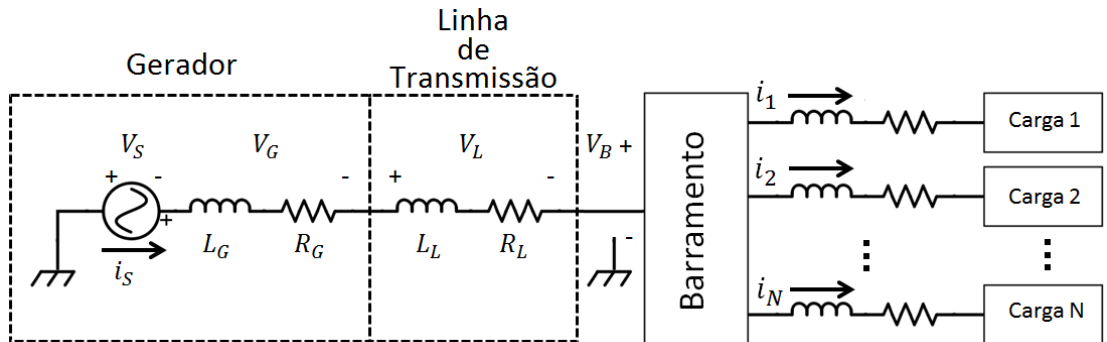 Gerador
Linha
de
Transmissão
V_S
V_G
V_L
V_B +
+ -
-
+ -
+
-
i_S
L_G
R_G
L_L
R_L
Barramento
i_1
Carga 1
i_2
Carga 2
⋮ ⋮
i_N
Carga N